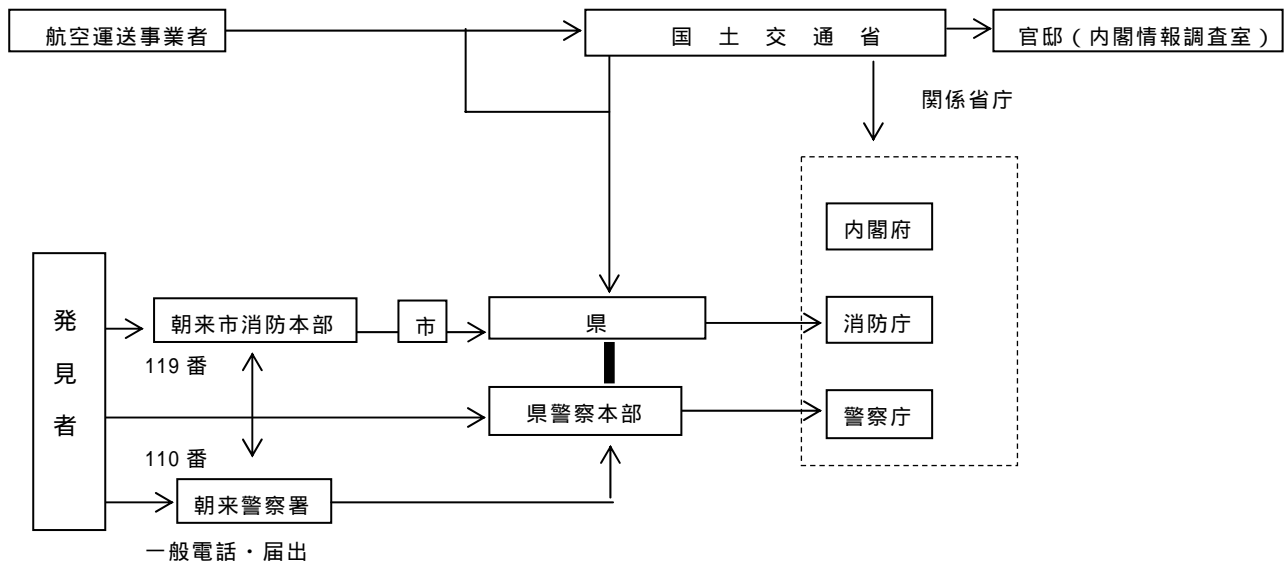 航空運送事業者
国土交通省
官邸（内閣情報調査室）
関係省庁
内閣府
発見者
朝来市消防本部
市
県
消防庁
119番
県警察本部
警察庁
110番
朝来警察署
一般電話・届出